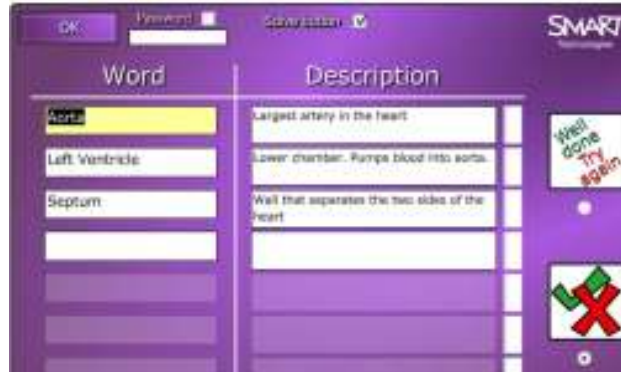 OK
Password
Solve button
SMART
Technologies
Word
Description
Aorta
Largest artery in the heart
Left Ventricle
Lower chamber. Pumps blood into aorta.
Septum
Wall that separates the two sides of the
heart
Well
done
Try
again